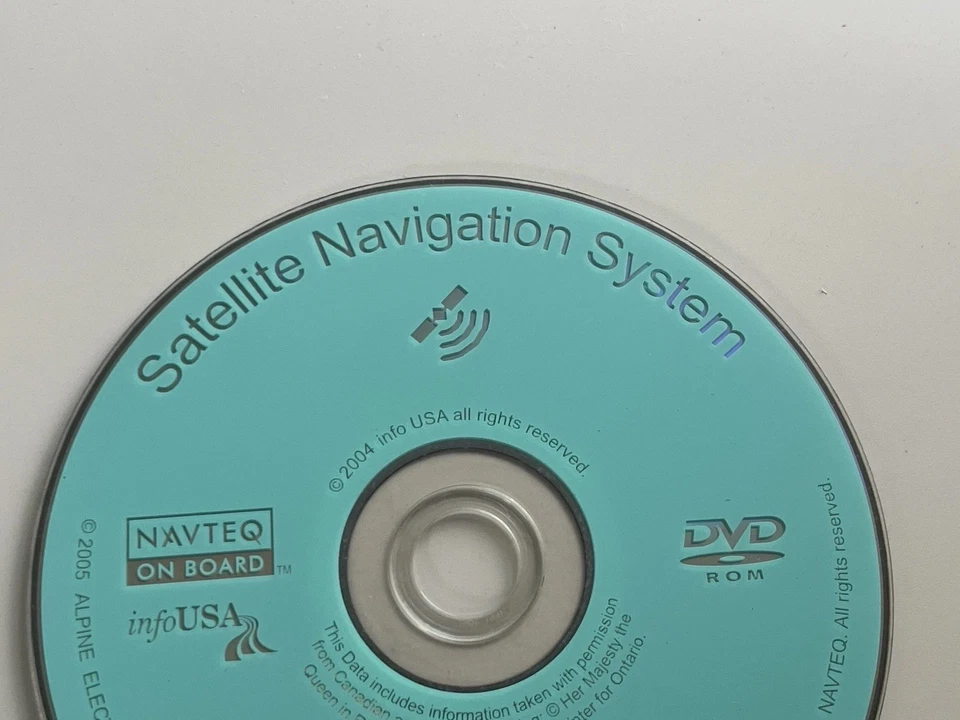 Satellite Navigation System
© 2004 info USA all rights reserved.
NAVTEQ
ON BOARD™
DVD
ROM
infoUSA
© 2005 ALPINE
NAVTEQ. All rights reserved.
This Data includes information taken with permission
from Canadian © Her Majesty the
Queen in for Ontario.